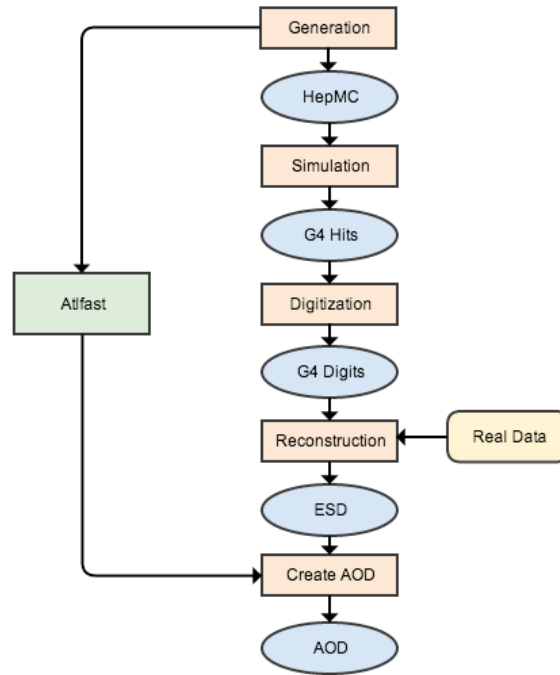 Generation
HepMC
Simulation
G4 Hits
Atlfast
Digitization
G4 Digits
Reconstruction
Real Data
ESD
Create AOD
AOD